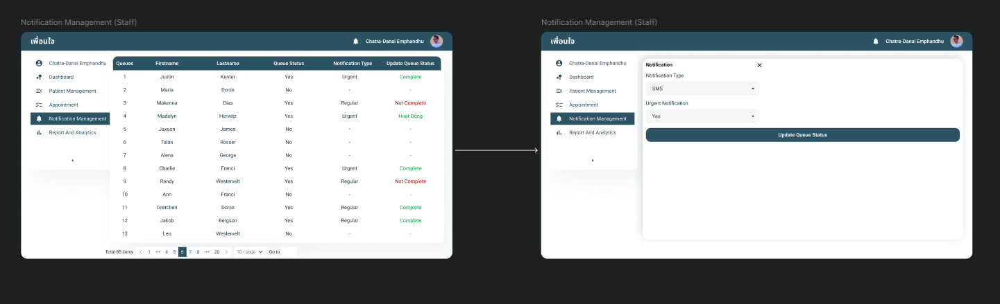 Notification Management (Staff)
เพื่อนใจ
Chatra-Danai Emphandhu
Chatra-Danai Emphandhu
Dashboard
Patient Management
Appointment
Notification Management
Report And Analytics
Queues Firstname Lastname Queue Status Notification Type Update Queue Status
1 Justin Kenter Yes Urgent Complete
2 Maria Donin No - -
3 Makenna Dias Yes Regular Not Complete
4 Madelyn Herwitz Yes Urgent Hoạt Động
5 Jaxson James No - -
6 Talan Rosser No - -
7 Alena George No - -
8 Charlie Franci Yes Urgent Complete
9 Randy Westervelt Yes Regular Not Complete
10 Ann Franci No - -
11 Gretchen Donin Yes Regular Complete
12 Jakob Bergson Yes Regular Complete
13 Leo Westervelt No - -
Total 85 items < 1 ••• 4 5 6 7 8 ••• 20 > 10 / page Go to
Notification Management (Staff)
เพื่อนใจ
Chatra-Danai Emphandhu
Chatra-Danai Emphandhu
Dashboard
Patient Management
Appointment
Notification Management
Report And Analytics
Notification
Notification Type
SMS
Urgent Notification
Yes
Update Queue Status